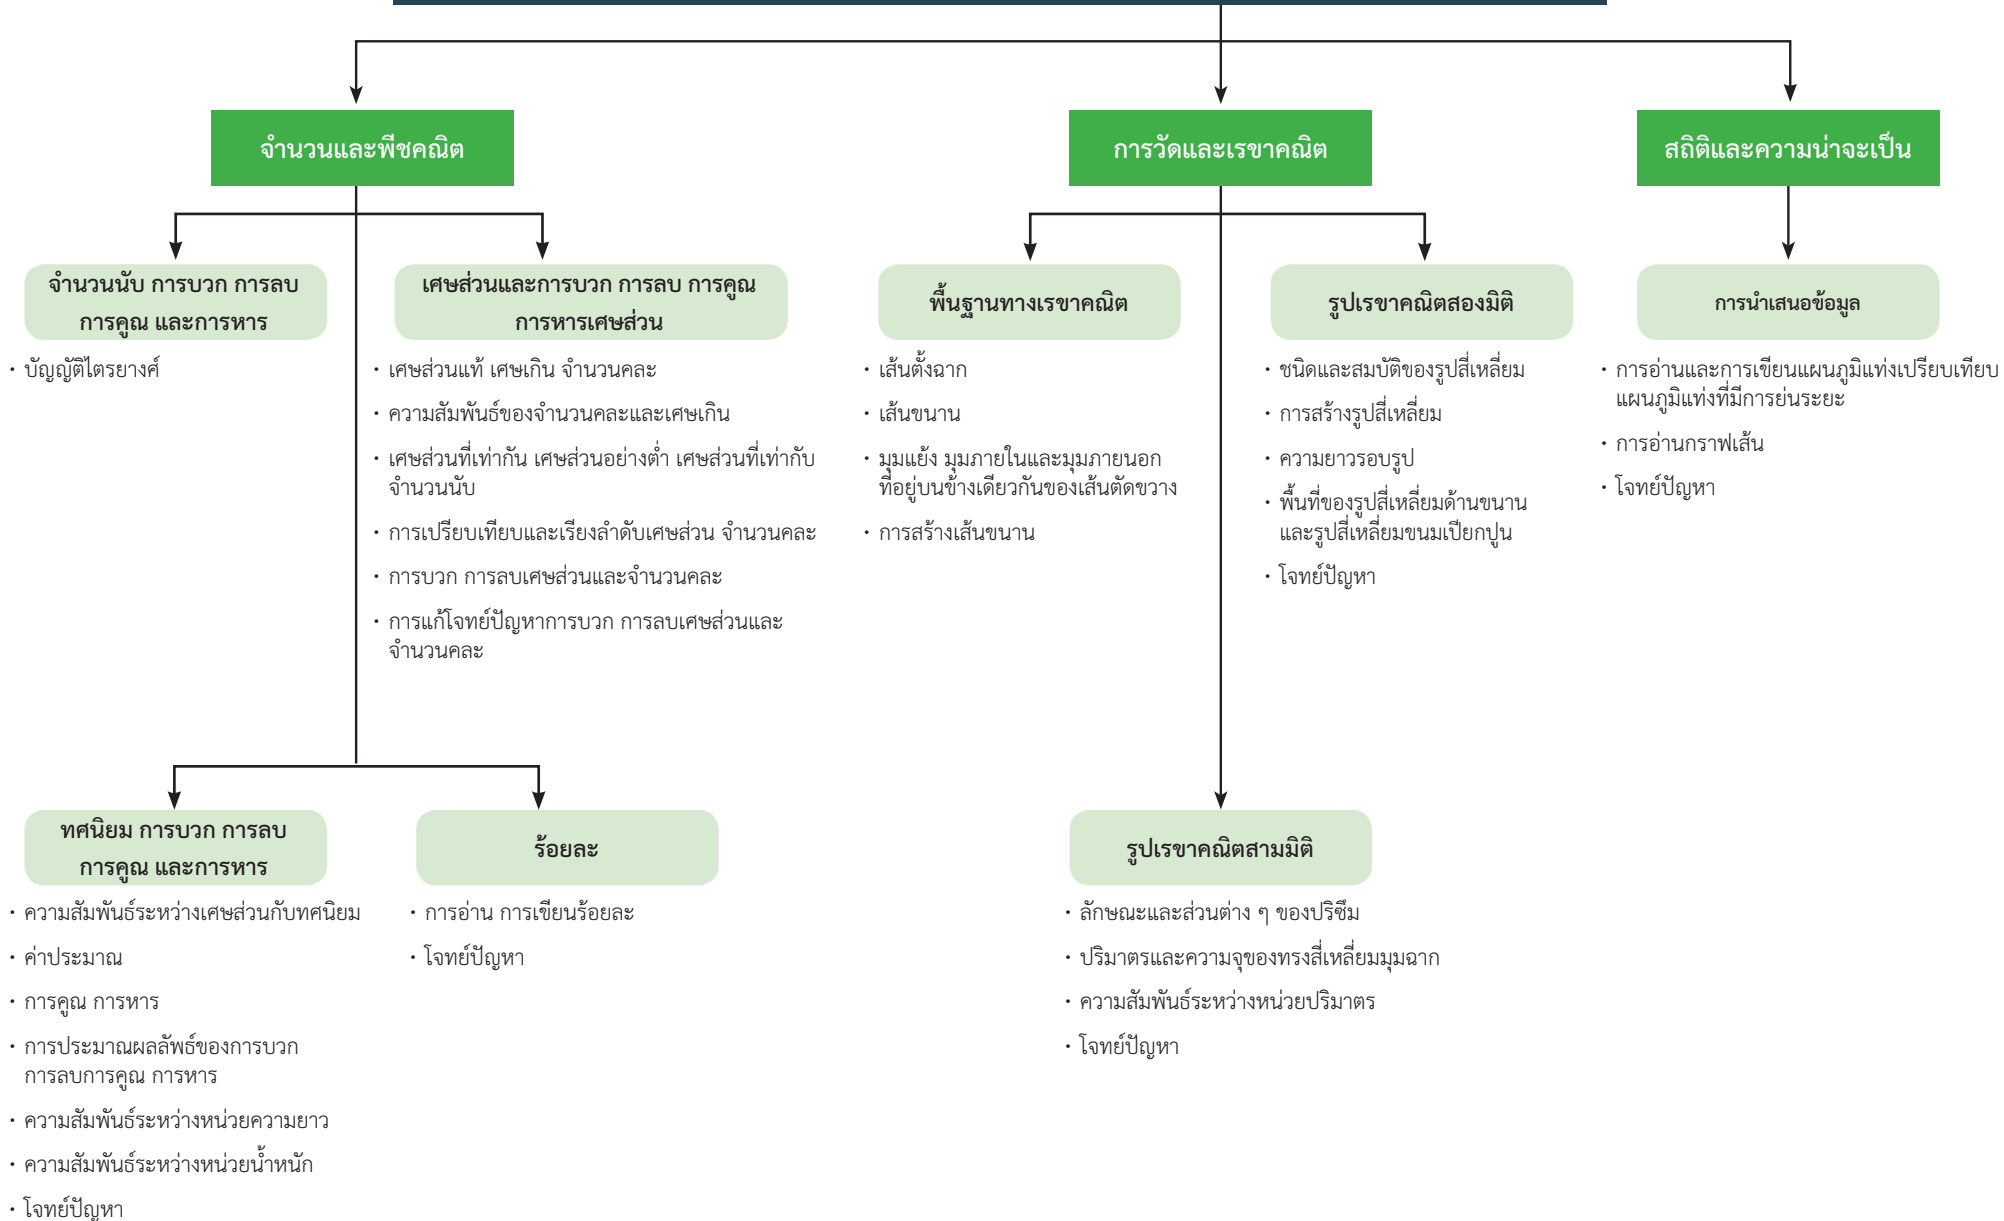 จำนวนและพีชคณิต
การวัดและเรขาคณิต
สถิติและความน่าจะเป็น
จำนวนนับ การบวก การลบ
การคูณ และการหาร
· บัญญัติไตรยางศ์
เศษส่วนและการบวก การลบ การคูณ
การหารเศษส่วน
· เศษส่วนแท้ เศษเกิน จำนวนคละ
· ความสัมพันธ์ของจำนวนคละและเศษเกิน
· เศษส่วนที่เท่ากัน เศษส่วนอย่างต่ำ เศษส่วนที่เท่ากับ
จำนวนนับ
· การเปรียบเทียบและเรียงลำดับเศษส่วน จำนวนคละ
· การบวก การลบเศษส่วนและจำนวนคละ
· การแก้โจทย์ปัญหาการบวก การลบเศษส่วนและ
จำนวนคละ
พื้นฐานทางเรขาคณิต
· เส้นตั้งฉาก
· เส้นขนาน
· มุมแย้ง มุมภายในและมุมภายนอก
ที่อยู่บนข้างเดียวกันของเส้นตัดขวาง
· การสร้างเส้นขนาน
รูปเรขาคณิตสองมิติ
· ชนิดและสมบัติของรูปสี่เหลี่ยม
· การสร้างรูปสี่เหลี่ยม
· ความยาวรอบรูป
· พื้นที่ของรูปสี่เหลี่ยมด้านขนาน
และรูปสี่เหลี่ยมขนมเปียกปูน
· โจทย์ปัญหา
การนำเสนอข้อมูล
· การอ่านและการเขียนแผนภูมิแท่งเปรียบเทียบ
แผนภูมิแท่งที่มีการย่นระยะ
· การอ่านกราฟเส้น
· โจทย์ปัญหา
ทศนิยม การบวก การลบ
การคูณ และการหาร
· ความสัมพันธ์ระหว่างเศษส่วนกับทศนิยม
· ค่าประมาณ
· การคูณ การหาร
· การประมาณผลลัพธ์ของการบวก
การลบการคูณ การหาร
· ความสัมพันธ์ระหว่างหน่วยความยาว
· ความสัมพันธ์ระหว่างหน่วยน้ำหนัก
· โจทย์ปัญหา
ร้อยละ
· การอ่าน การเขียนร้อยละ
· โจทย์ปัญหา
รูปเรขาคณิตสามมิติ
· ลักษณะและส่วนต่าง ๆ ของปริซึม
· ปริมาตรและความจุของทรงสี่เหลี่ยมมุมฉาก
· ความสัมพันธ์ระหว่างหน่วยปริมาตร
· โจทย์ปัญหา